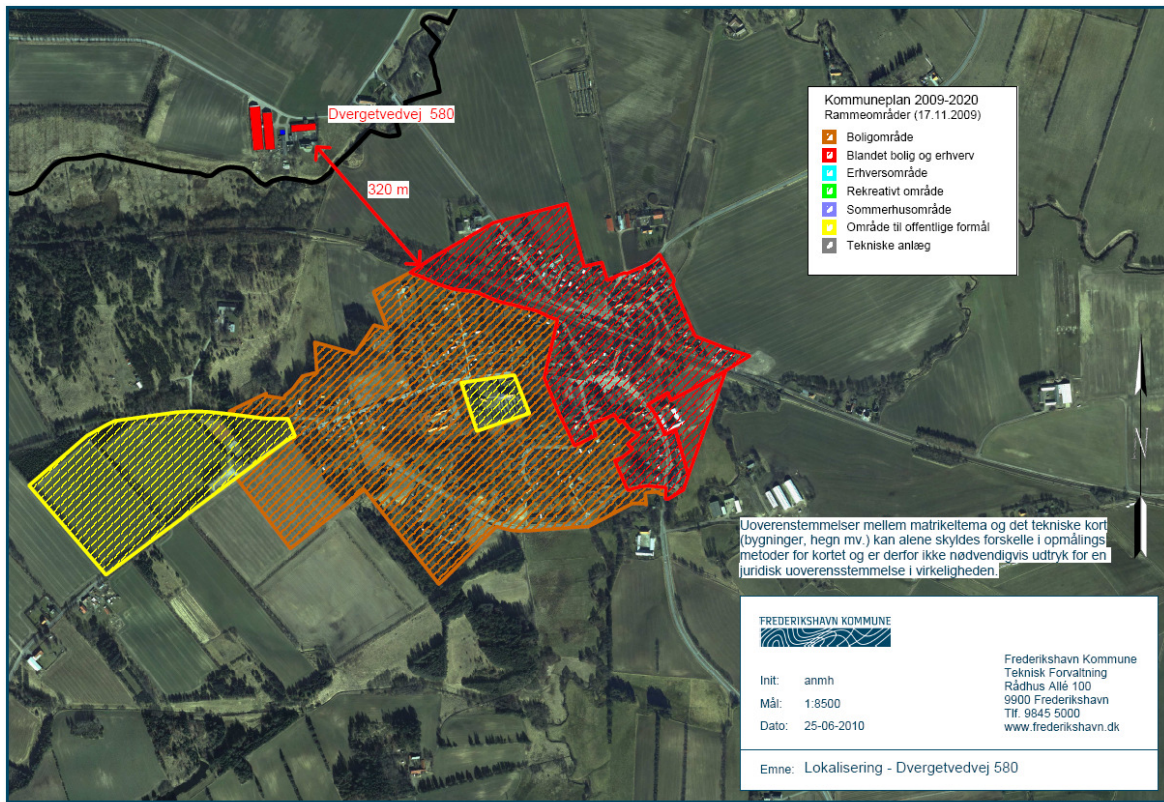 Dvergetvedvej 580
320 m
Kommuneplan 2009-2020
Rammeområder (17.11.2009)
Boligområde
Blandet bolig og erhverv
Erhversområde
Rekreativt område
Sommerhusområde
Område til offentlige formål
Tekniske anlæg
N
Uoverenstemmelser mellem matrikeltema og det tekniske kort
(bygninger, hegn mv.) kan alene skyldes forskelle i opmålings
metoder for kortet og er derfor ikke nødvendigvis udtryk for en
juridisk uoverensstemmelse i virkeligheden.
FREDERIKSHAVN KOMMUNE
Init: anmh
Mål: 1:8500
Dato: 25-06-2010
Frederikshavn Kommune
Teknisk Forvaltning
Rådhus Allé 100
9900 Frederikshavn
Tlf. 9845 5000
www.frederikshavn.dk
Emne: Lokalisering - Dvergetvedvej 580